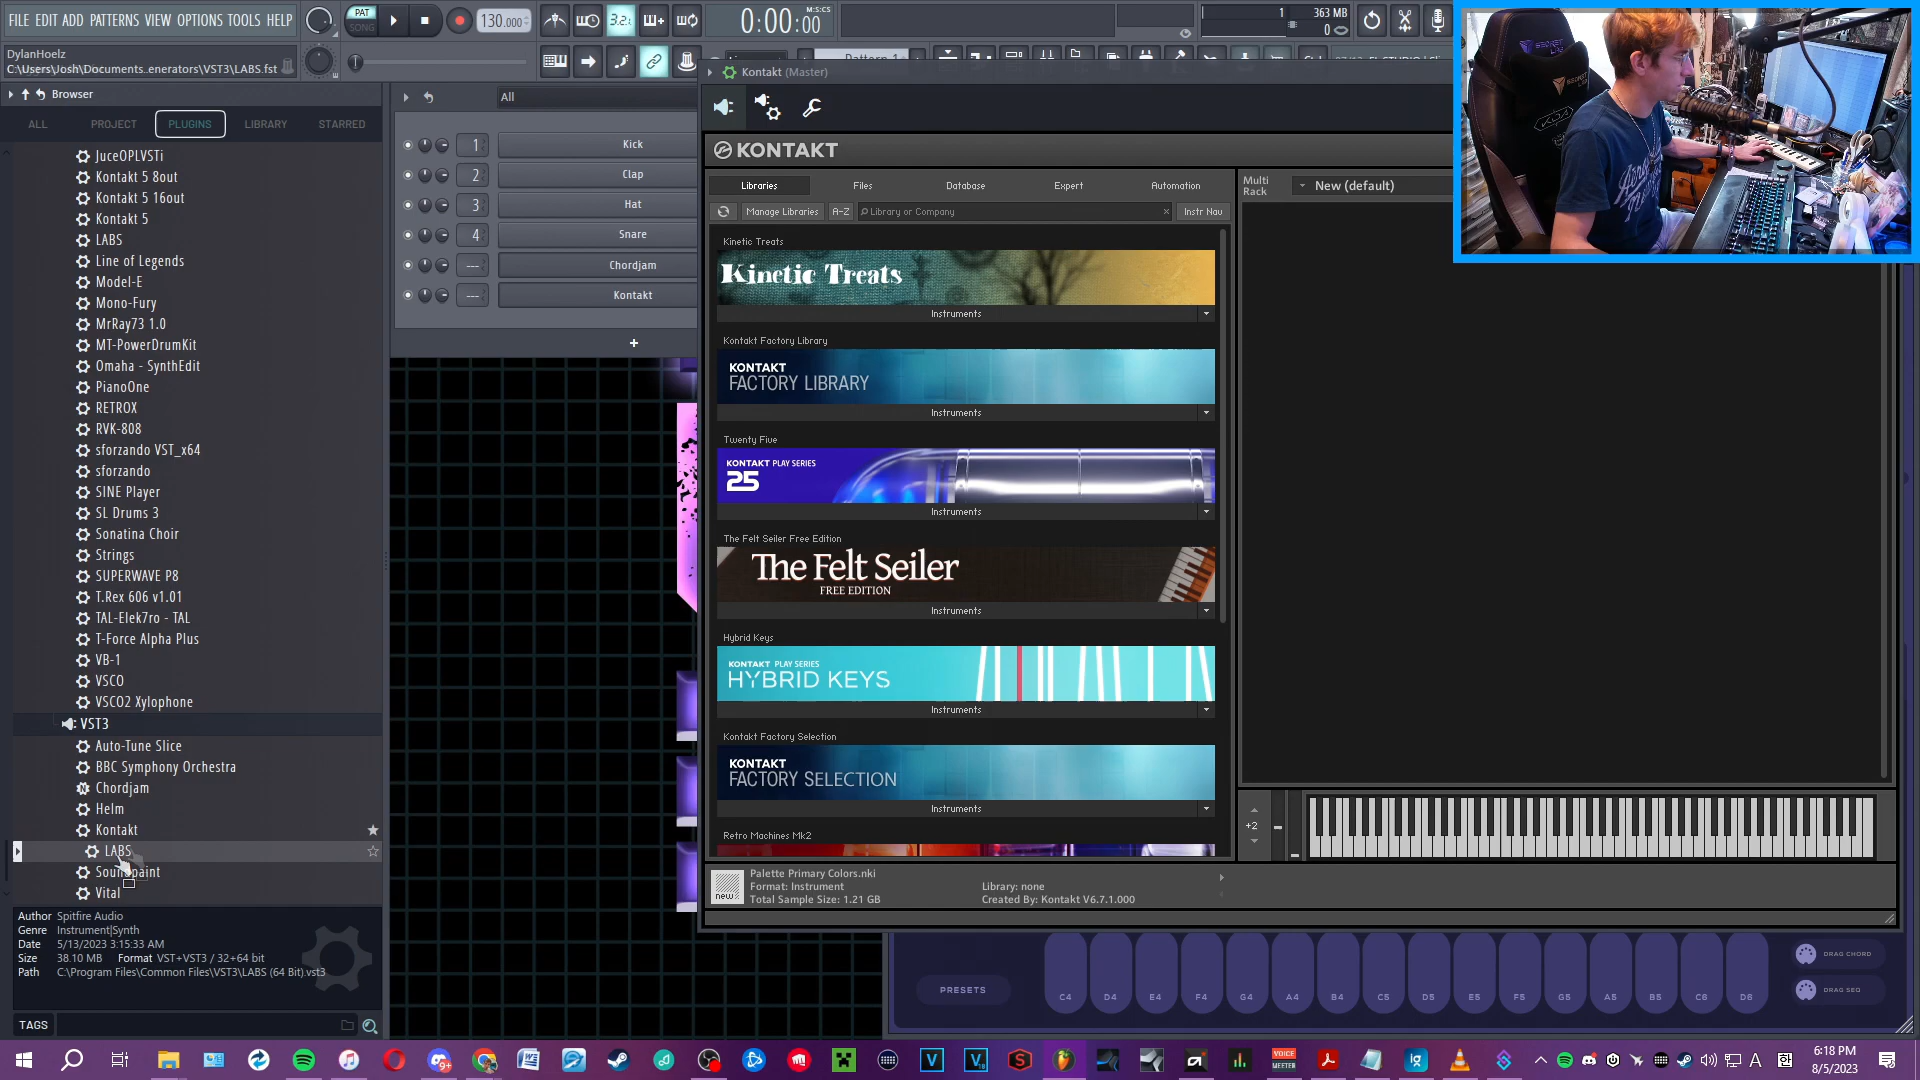 FILE EDIT ADD PATTERNS VIEW OPTIONS TOOLS HELP
PAT
SONG
130.000
3.2.
0:00:00
M:S:CS
1
363 MB
0
DylanHoelz
C:\Users\Josh\Documents..enerators\VST3\LABS.fst
Pattern 1
Browser
ALL
PROJECT
PLUGINS
LIBRARY
STARRED
JuceOPLVSTi
Kontakt 5 8out
Kontakt 5 16out
Kontakt 5
LABS
Line of Legends
Model-E
Mono-Fury
MrRay73 1.0
MT-PowerDrumKit
Omaha - SynthEdit
PianoOne
RETROX
RVK-808
sforzando VST_x64
sforzando
SINE Player
SL Drums 3
Sonatina Choir
Strings
SUPERWAVE P8
T.Rex 606 v1.01
TAL-Elek7ro - TAL
T-Force Alpha Plus
VB-1
VSCO
VSCO2 Xylophone
VST3
Auto-Tune Slice
BBC Symphony Orchestra
Chordjam
Helm
Kontakt
LABS
Soundpaint
Vital
Author Spitfire Audio
Genre Instrument|Synth
Date 5/13/2023 3:15:33 AM
Size 38.10 MB Format VST+VST3 / 32+64 bit
Path C:\Program Files\Common Files\VST3\LABS (64 Bit).vst3
TAGS
All
1 Kick
2 Clap
3 Hat
4 Snare
--- Chordjam
--- Kontakt
+
Kontakt (Master)
KONTAKT
Libraries
Files
Database
Expert
Automation
Manage Libraries
A-Z
Library or Company
Instr Nav
Multi
Rack
New (default)
Kinetic Treats
Kinetic Treats
Instruments
Kontakt Factory Library
KONTAKT
FACTORY LIBRARY
Instruments
Twenty Five
KONTAKT PLAY SERIES
25
Instruments
The Felt Seiler Free Edition
The Felt Seiler
FREE EDITION
Instruments
Hybrid Keys
KONTAKT PLAY SERIES
HYBRID KEYS
Instruments
Kontakt Factory Selection
KONTAKT
FACTORY SELECTION
Instruments
Retro Machines Mk2
+2
new
Palette Primary Colors.nki
Format: Instrument
Total Sample Size: 1.21 GB
Library: none
Created By: Kontakt V6.7.1.000
PRESETS
C4 D4 E4 F4 G4 A4 B4 C5 D5 E5 F5 G5 A5 B5 C6 D6
DRAG CHORD
DRAG SEQ
SECRET LAB
VOICE
MEETER
6:18 PM
8/5/2023